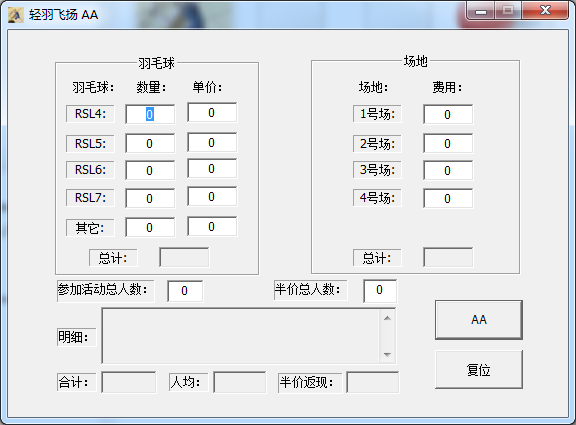 轻羽飞扬 AA
羽毛球
羽毛球： 数量： 单价：
RSL4: 0 0
RSL5: 0 0
RSL6: 0 0
RSL7: 0 0
其它: 0 0
总计:
场地
场地： 费用：
1号场: 0
2号场: 0
3号场: 0
4号场: 0
总计:
参加活动总人数: 0
半价总人数: 0
明细:
AA
复位
合计:
人均:
半价返现: